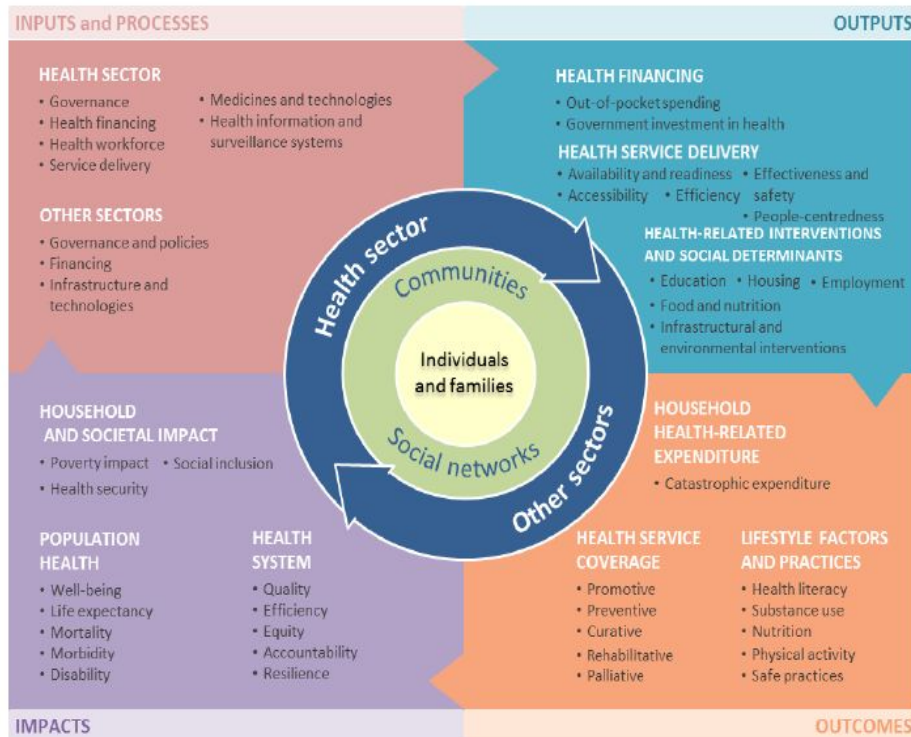 INPUTS and PROCESSES
HEALTH SECTOR
• Governance
• Health financing
• Health workforce
• Service delivery
• Medicines and technologies
• Health information and
surveillance systems
OTHER SECTORS
• Governance and policies
• Financing
• Infrastructure and
technologies
OUTPUTS
HEALTH FINANCING
• Out-of-pocket spending
• Government investment in health
HEALTH SERVICE DELIVERY
• Availability and readiness
• Accessibility
• Efficiency
• Effectiveness and
safety
• People-centredness
HEALTH-RELATED INTERVENTIONS
AND SOCIAL DETERMINANTS
• Education • Housing • Employment
• Food and nutrition
• Infrastructural and
environmental interventions
Health sector
Communities
Individuals
and families
Social networks
Other sectors
HOUSEHOLD
AND SOCIETAL IMPACT
• Poverty impact • Social inclusion
• Health security
POPULATION
HEALTH
• Well-being
• Life expectancy
• Mortality
• Morbidity
• Disability
HEALTH
SYSTEM
• Quality
• Efficiency
• Equity
• Accountability
• Resilience
IMPACTS
HOUSEHOLD
HEALTH-RELATED
EXPENDITURE
• Catastrophic expenditure
HEALTH SERVICE
COVERAGE
• Promotive
• Preventive
• Curative
• Rehabilitative
• Palliative
LIFESTYLE FACTORS
AND PRACTICES
• Health literacy
• Substance use
• Nutrition
• Physical activity
• Safe practices
OUTCOMES